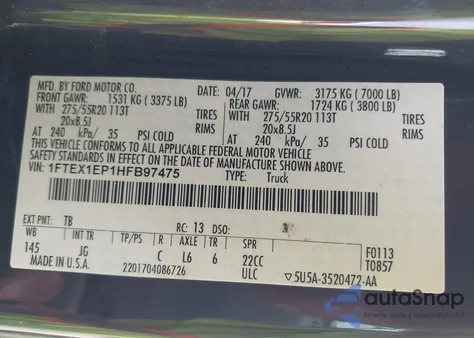 MFD. BY FORD MOTOR CO. DATE: 04/17 GVWR: 3175 KG (7000 LB)
FRONT GAWR: 1531 KG (3375 LB) REAR GAWR: 1724 KG (3800 LB)
WITH 275/55R20 113T TIRES WITH 275/55R20 113T TIRES
20x8.5J RIMS 20x8.5J RIMS
AT 240 kPa/ 35 PSI COLD AT 240 kPa/ 35 PSI COLD
THIS VEHICLE CONFORMS TO ALL APPLICABLE FEDERAL MOTOR VEHICLE
SAFETY STANDARDS IN EFFECT ON THE DATE OF MANUFACTURE SHOWN ABOVE.
VIN: 1FTEX1EP1HFB97475 TYPE: Truck
EXT PNT: TB RC: 13 DSO: F0113
WB INT TR TP/PS R AXLE TR SPR T0857
145 JG C L6 6 22CC
2201704086726 ULC ▽5U5A-3520472-AA
autoSnap